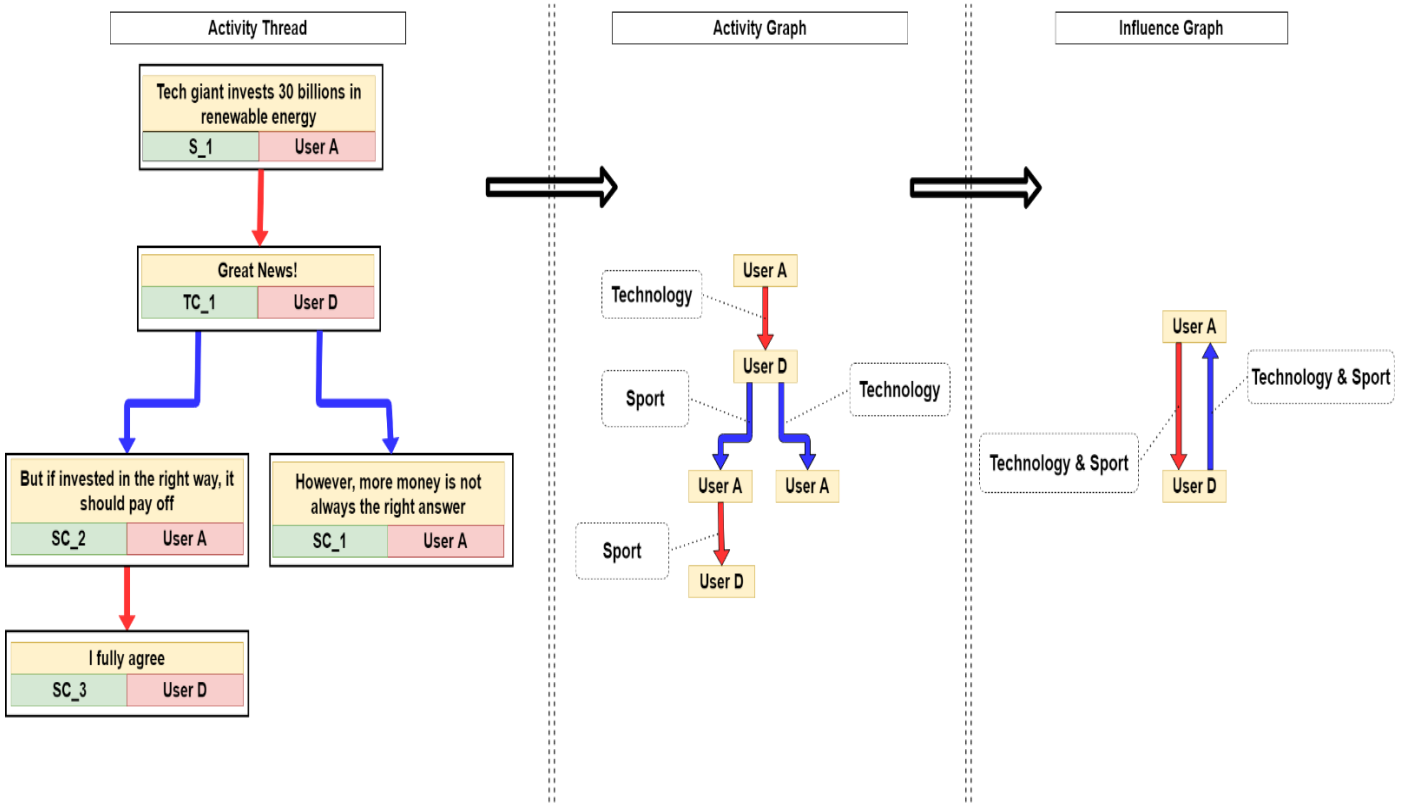 Activity Thread
Tech giant invests 30 billions in
renewable energy
S_1
User A
Great News!
TC_1
User D
But if invested in the right way, it
should pay off
SC_2
User A
However, more money is not
always the right answer
SC_1
User A
I fully agree
SC_3
User D
Activity Graph
User A
Technology
User D
Sport
Technology
User A
User A
Sport
User D
Influence Graph
User A
Technology & Sport
Technology & Sport
User D